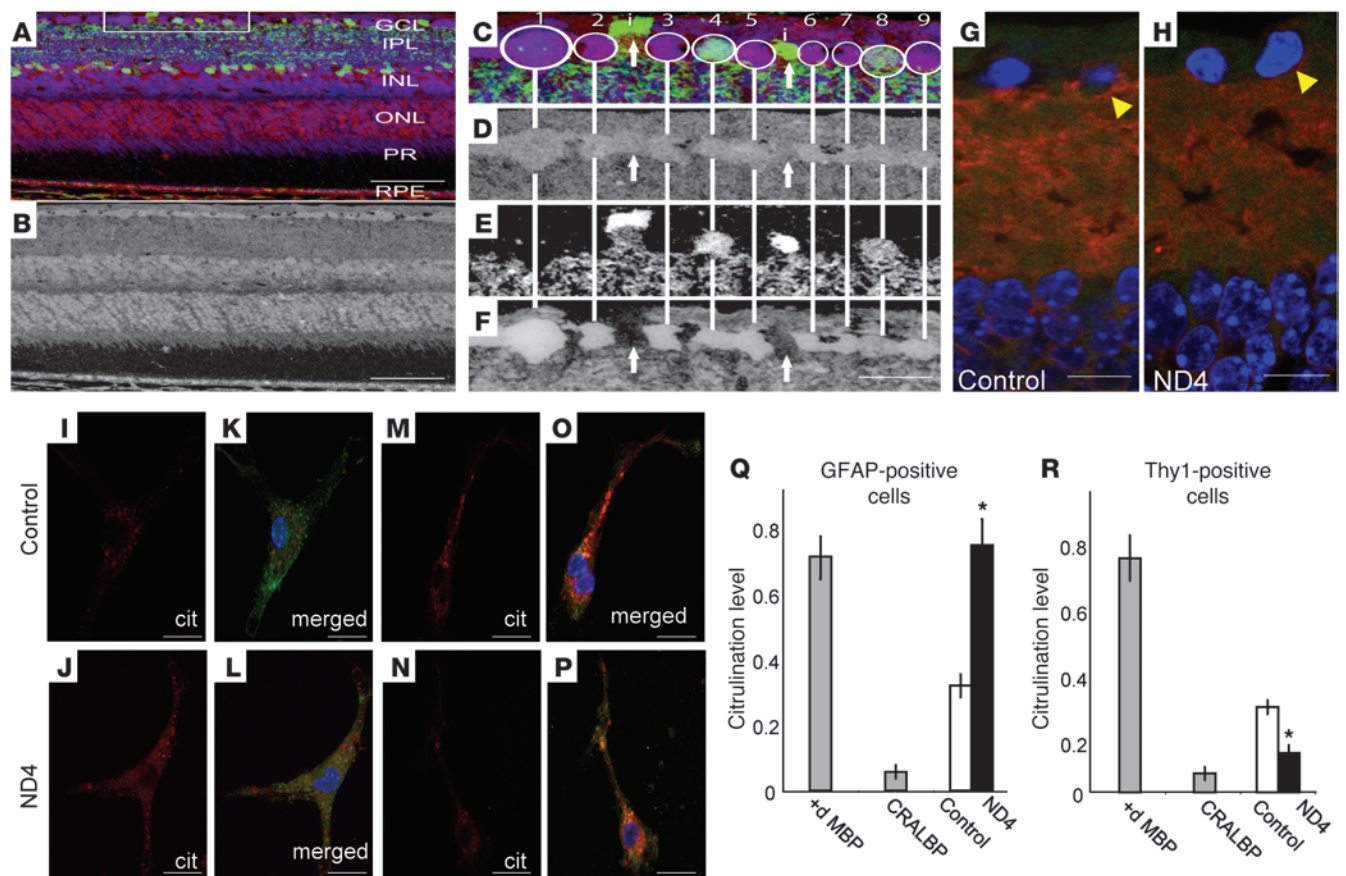 A
GCL
IPL
INL
ONL
PR
RPE
B
C
1 2 i 3 4 5 i 6 7 8 9
D
E
F
G
Control
H
ND4
Control
I
cit
K
merged
M
cit
O
merged
ND4
J
cit
L
merged
N
cit
P
Q
GFAP-positive
cells
Citrulination level
0.8
0.6
0.4
0.2
0
*
+d MBP
CRALBP
Control
ND4
R
Thy1-positive
cells
Citrulination level
0.8
0.6
0.4
0.2
0
*
+d MBP
CRALBP
Control
ND4